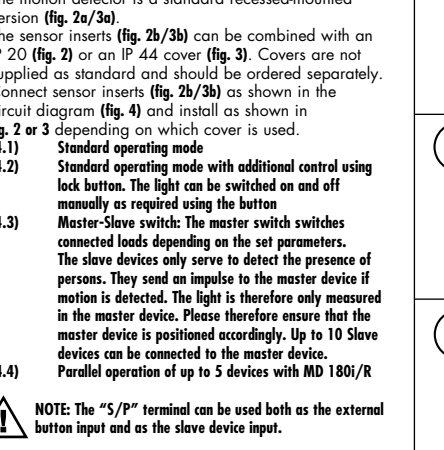 he motion detector is a standard recessed-mounted
ersion (fig. 2a/3a).
he sensor inserts (fig. 2b/3b) can be combined with an
P 20 (fig. 2) or an IP 44 cover (fig. 3). Covers are not
upplied as standard and should be ordered separately.
onnect sensor inserts (fig. 2b/3b) as shown in the
ircuit diagram (fig. 4) and install as shown in
g. 2 or 3 depending on which cover is used.
.1) Standard operating mode
.2) Standard operating mode with additional control using
lock button. The light can be switched on and off
manually as required using the button
.3) Master-Slave switch: The master switch switches
connected loads depending on the set parameters.
The slave devices only serve to detect the presence of
persons. They send an impulse to the master device if
motion is detected. The light is therefore only measured
in the master device. Please therefore ensure that the
master device is positioned accordingly. Up to 10 Slave
devices can be connected to the master device.
.4) Parallel operation of up to 5 devices with MD 180i/R
NOTE: The “S/P” terminal can be used both as the external
button input and as the slave device input.